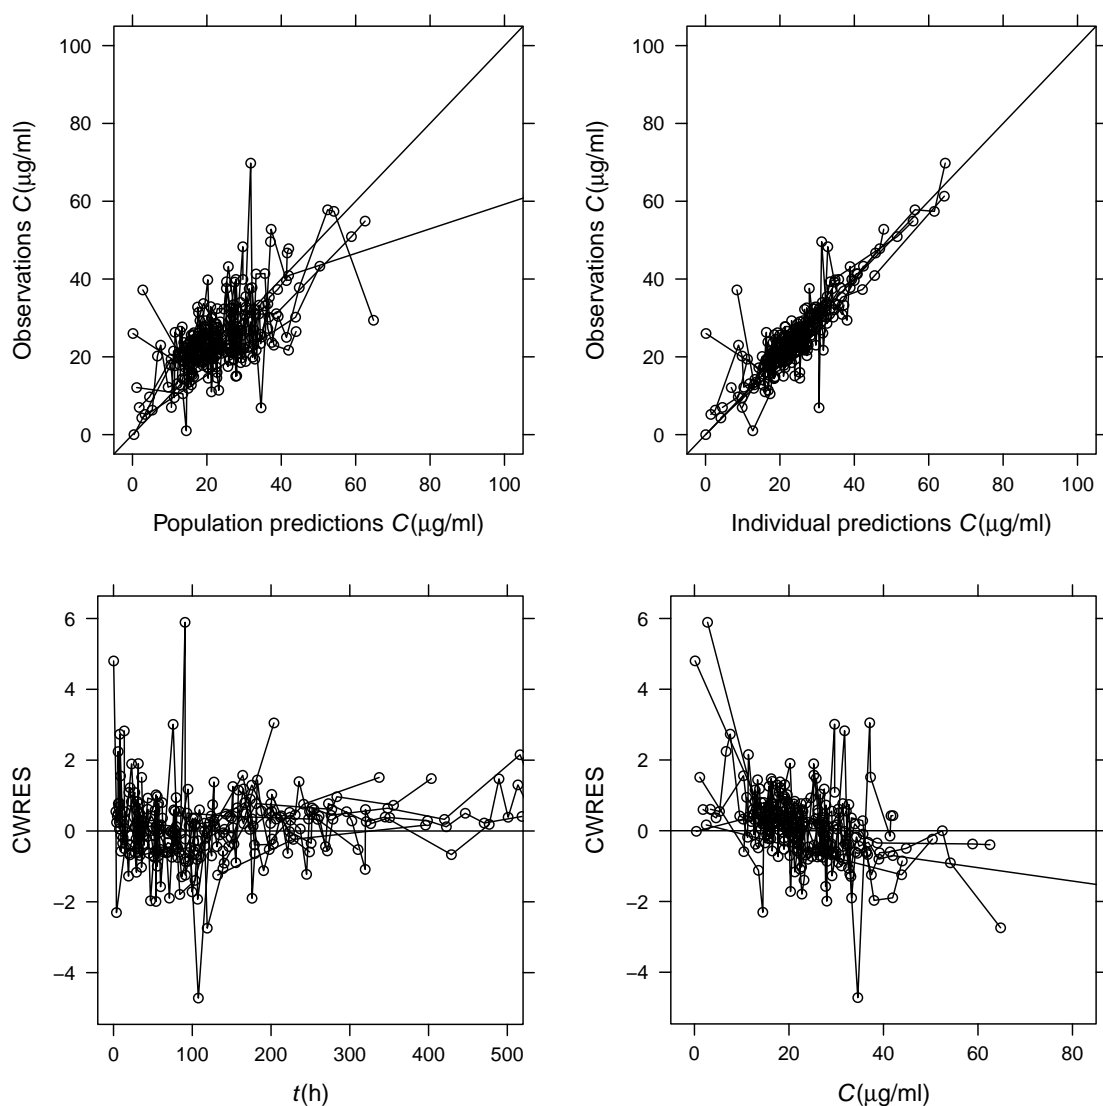 100
80
60
40
20
0
0 20 40 60 80 100
Observations C(μg/ml)
Population predictions C(μg/ml)
100
80
60
40
20
0
0 20 40 60 80 100
Observations C(μg/ml)
Individual predictions C(μg/ml)
6
4
2
0
−2
−4
0 100 200 300 400 500
CWRES
t(h)
6
4
2
0
−2
−4
0 20 40 60 80
CWRES
C(μg/ml)